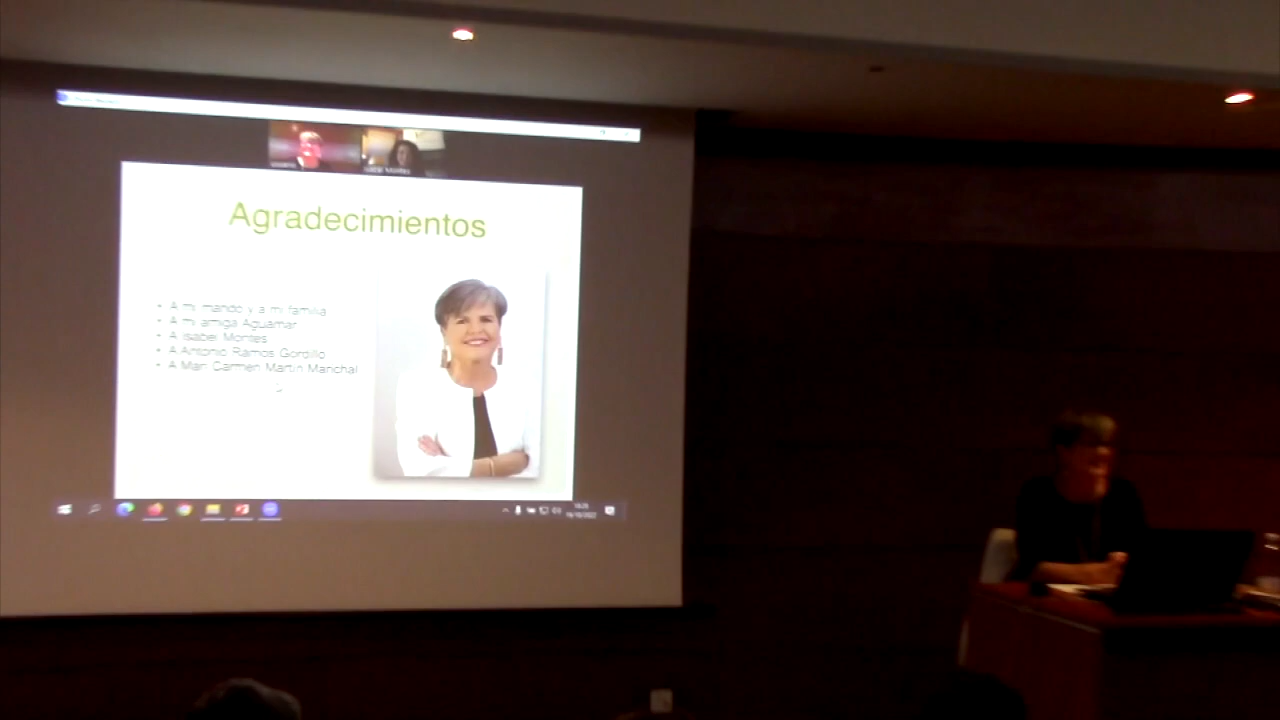 Agradecimientos
• A mi marido y a mi familia
• A mi amiga Aguamar
• A Isabel Montes
• A Antonio Ramos Gordillo
• A Mari Carmen Martín Manchal